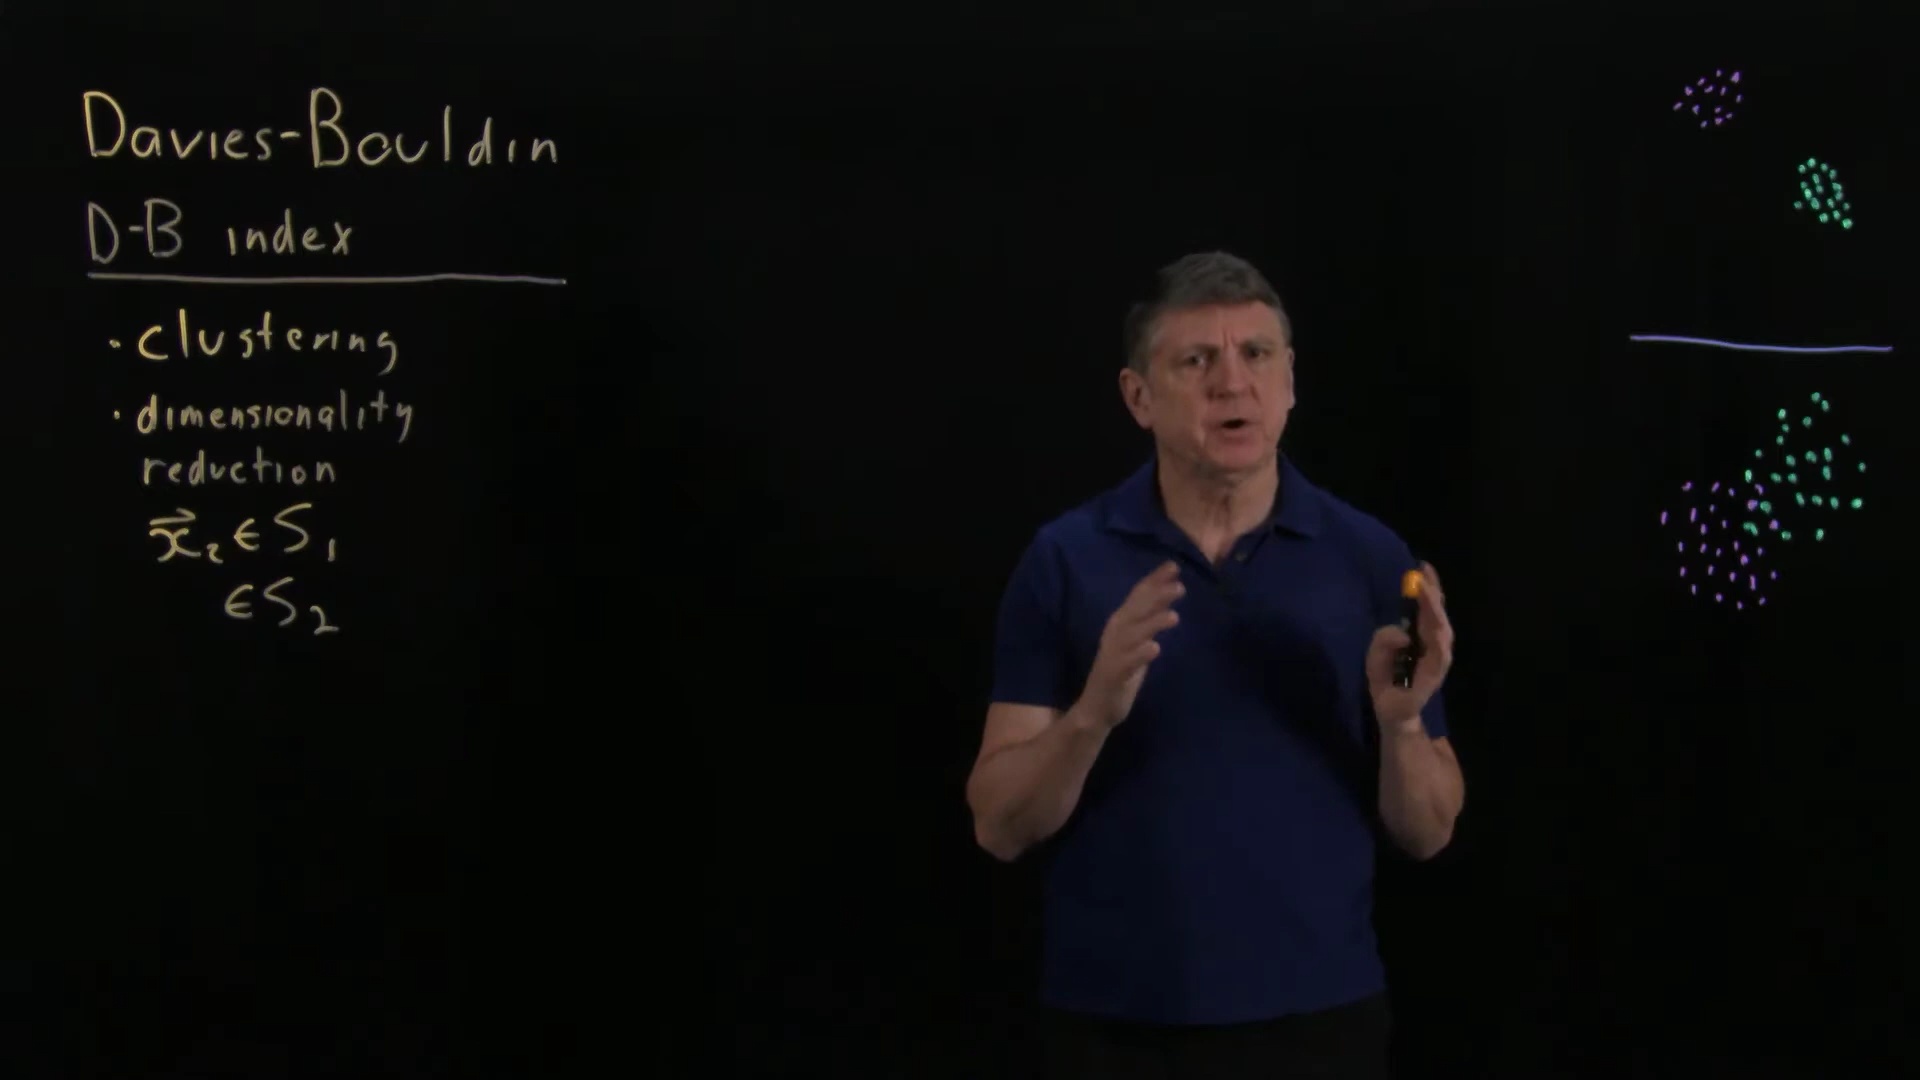 Davies-Bouldin
D-B index
• clustering
• dimensionality
reduction
x⃗₂ ∈ S₁
∈ S₂